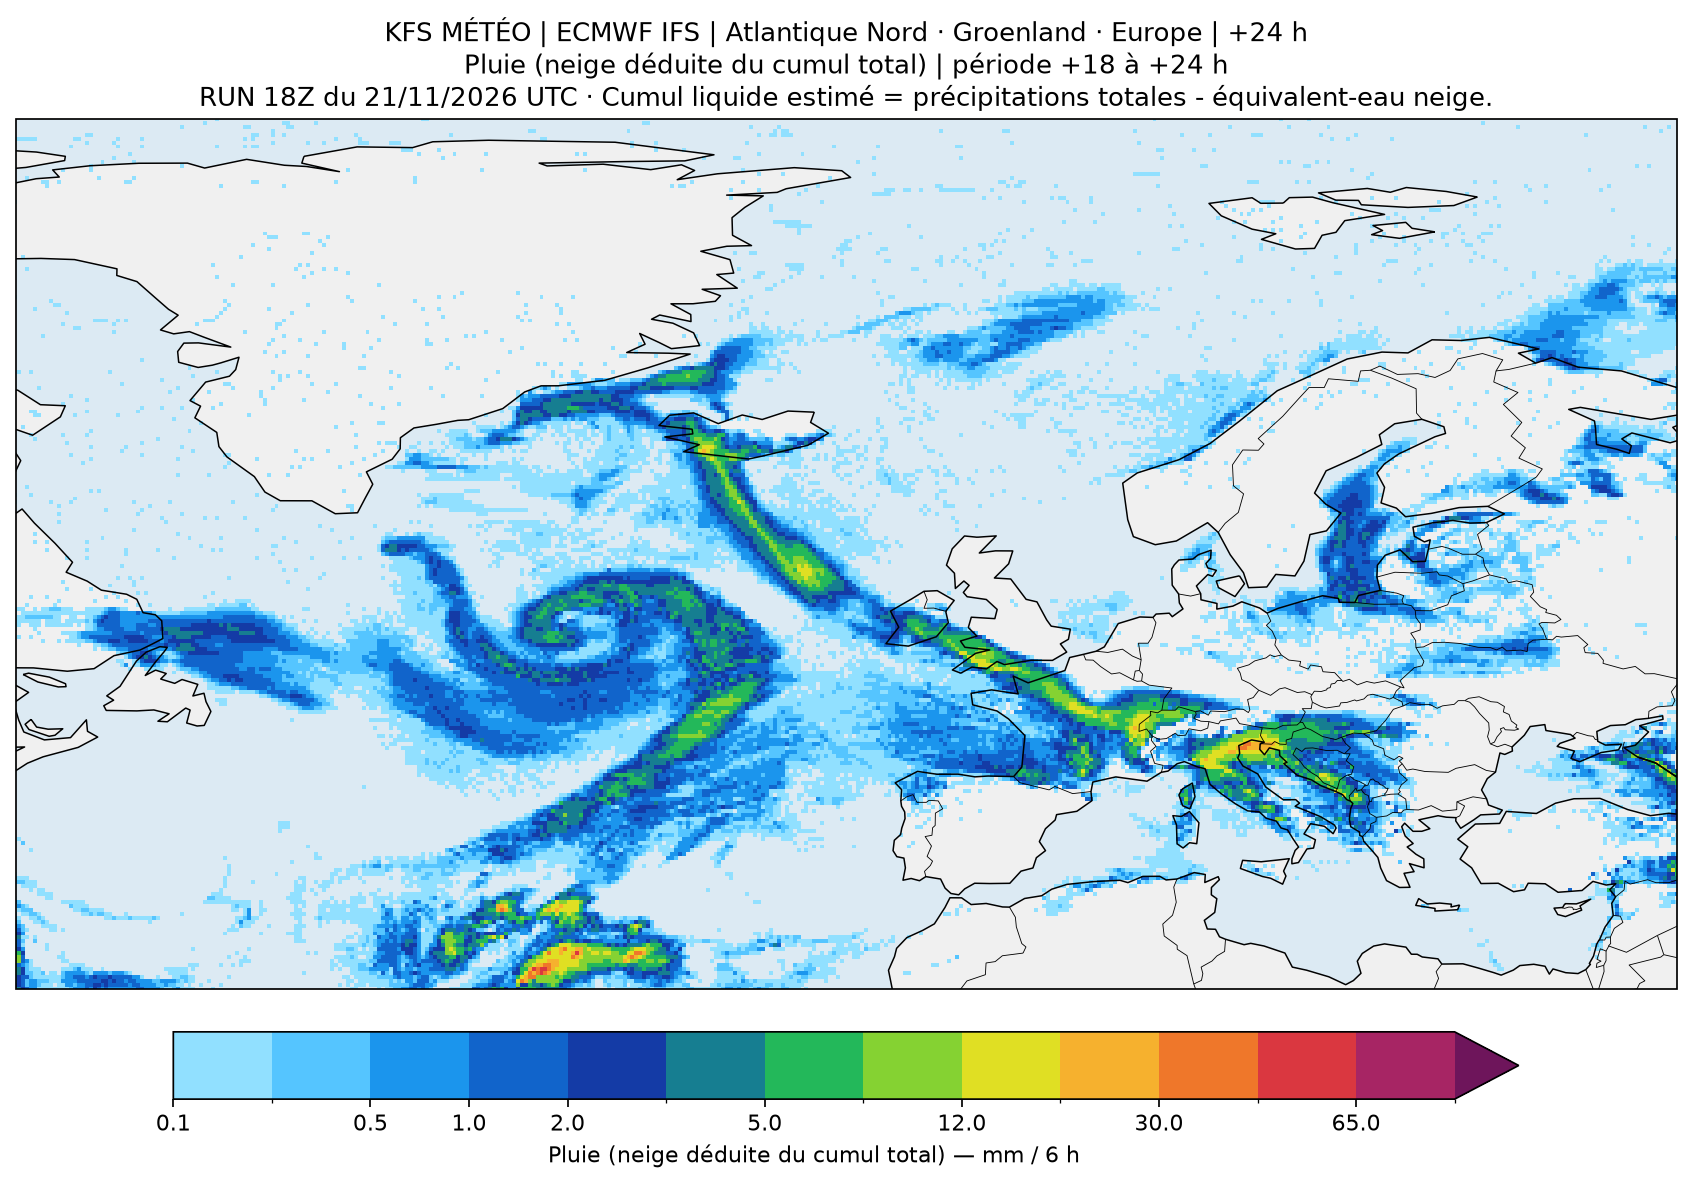 KFS MÉTÉO | ECMWF IFS | Atlantique Nord · Groenland · Europe | +24 h
Pluie (neige déduite du cumul total) | période +18 à +24 h
RUN 18Z du 21/11/2026 UTC · Cumul liquide estimé = précipitations totales - équivalent-eau neige.
0.1 0.5 1.0 2.0 5.0 12.0 30.0 65.0
Pluie (neige déduite du cumul total) — mm / 6 h